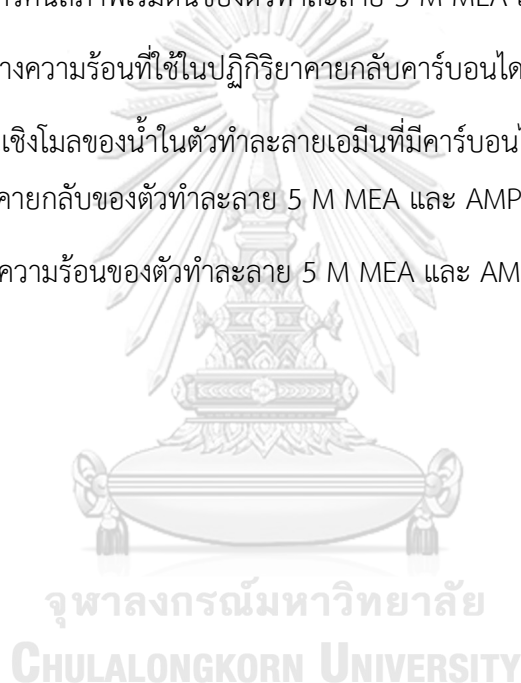 ของตัวทำละลาย 5 M MEA
างความร้อนที่ใช้ในปฏิกิริยาคายกลับคาร์บอนได
เชิงโมลของน้ำในตัวทำละลายเอมีนที่มีคาร์บอนไ
คายกลับของตัวทำละลาย 5 M MEA และ AMP
ความร้อนของตัวทำละลาย 5 M MEA และ AM
จุฬาลงกรณ์มหาวิทยาลัย
CHULALONGKORN UNIVERSITY